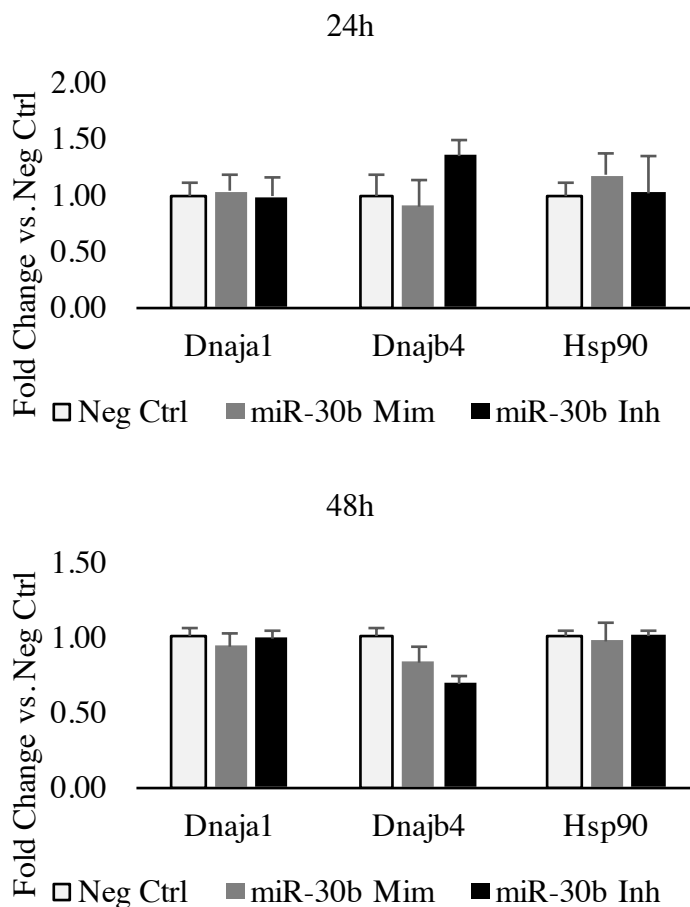 24h
Fold Change vs. Neg Ctrl
2.00
1.50
1.00
0.50
0.00
Dnaja1 Dnajb4 Hsp90
Neg Ctrl miR-30b Mim miR-30b Inh
48h
Fold Change vs. Neg Ctrl
1.50
1.00
0.50
0.00
Dnaja1 Dnajb4 Hsp90
Neg Ctrl miR-30b Mim miR-30b Inh